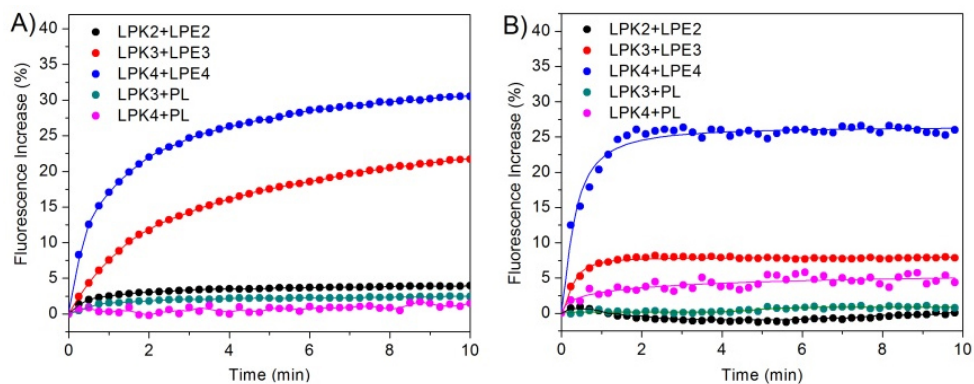 A)
LPK2+LPE2
LPK3+LPE3
LPK4+LPE4
LPK3+PL
LPK4+PL
Fluorescence Increase (%)
40
35
30
25
20
15
10
5
0
0 2 4 6 8 10
Time (min)
B)
LPK2+LPE2
LPK3+LPE3
LPK4+LPE4
LPK3+PL
LPK4+PL
Fluorescence Increase (%)
40
35
30
25
20
15
10
5
0
0 2 4 6 8 10
Time (min)